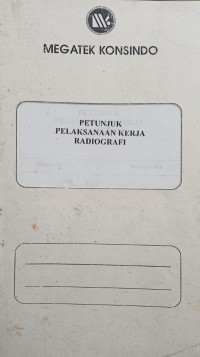 MEGATEK KONSINDO
PETUNJUK
PELAKSANAAN KERJA
RADIOGRAFI